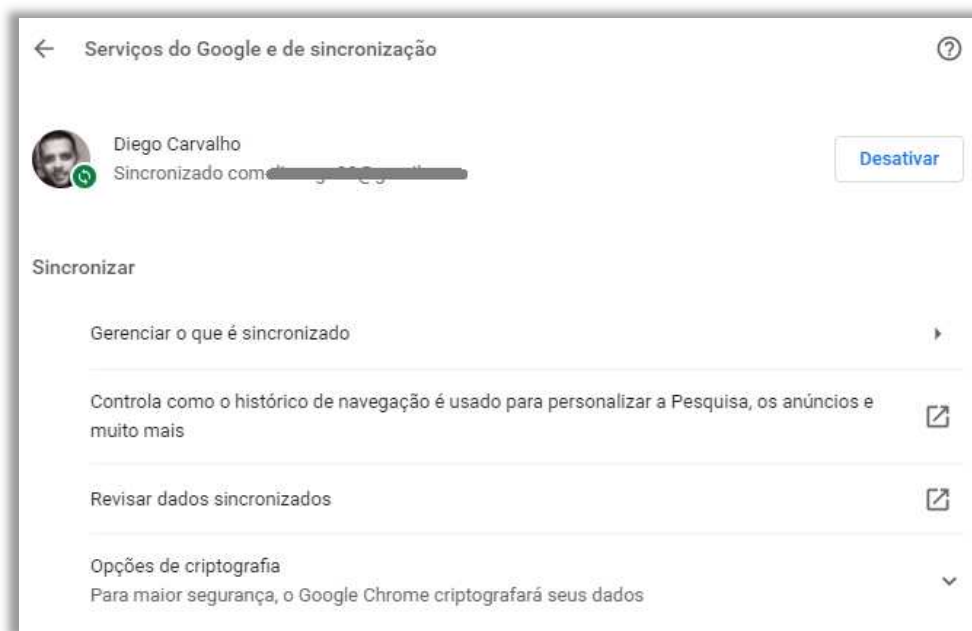 Serviços do Google e de sincronização
Diego Carvalho
Sincronizado com
Desativar
Sincronizar
Gerenciar o que é sincronizado
Controla como o histórico de navegação é usado para personalizar a Pesquisa, os anúncios e
muito mais
Revisar dados sincronizados
Opções de criptografia
Para maior segurança, o Google Chrome criptografará seus dados